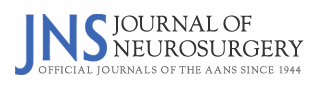 JNS JOURNAL OF
NEUROSURGERY
OFFICIAL JOURNALS OF THE AANS SINCE 1944